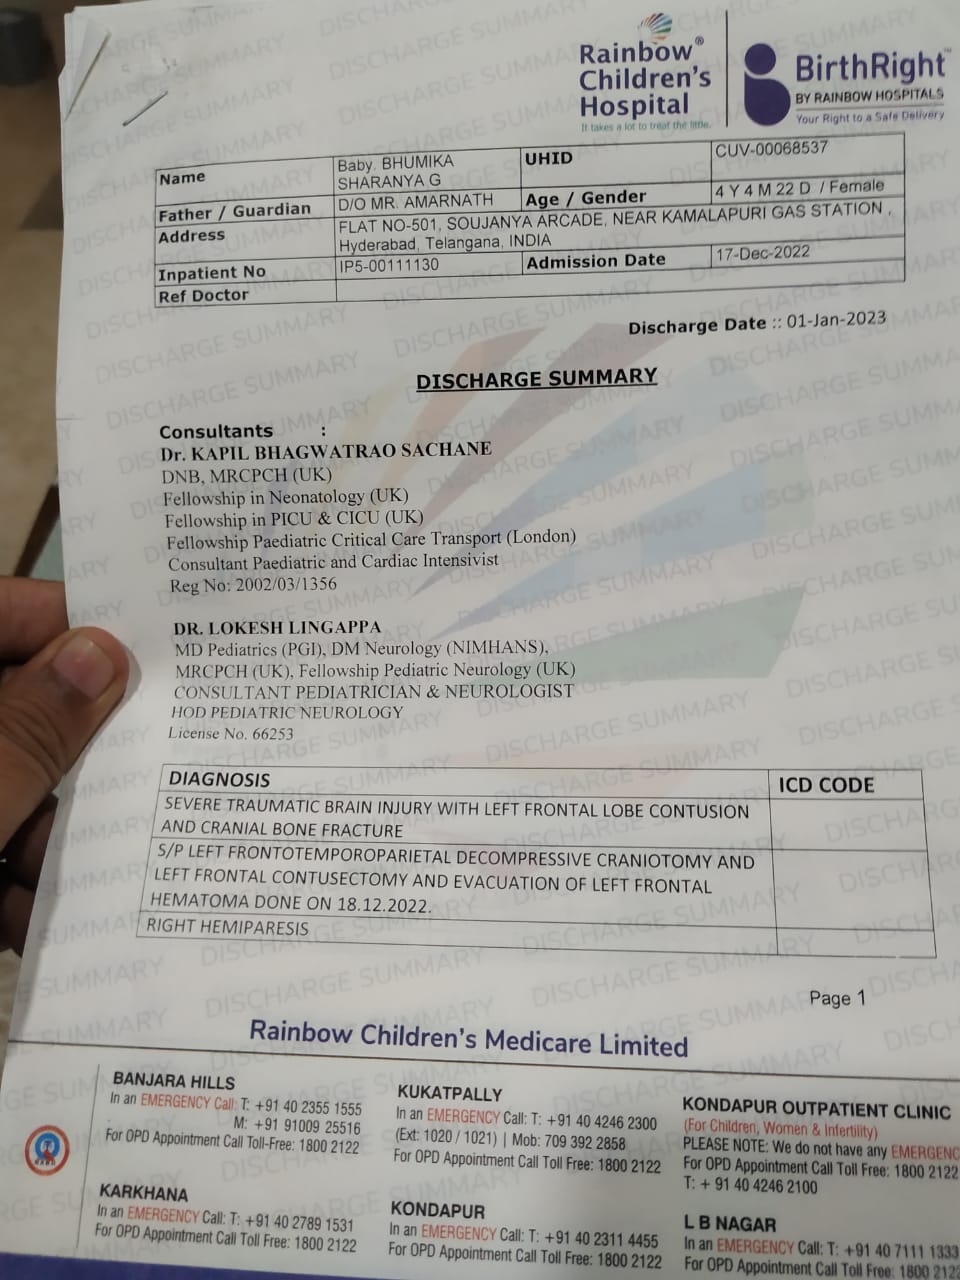 Rainbow®
Children's
Hospital
It takes a lot to treat the little.
BirthRight™
BY RAINBOW HOSPITALS
Your Right to a Safe Delivery
Name Baby. BHUMIKA SHARANYA G UHID CUV-00068537
Father / Guardian D/O MR. AMARNATH Age / Gender 4 Y 4 M 22 D / Female
Address FLAT NO-501, SOUJANYA ARCADE, NEAR KAMALAPURI GAS STATION ,
Hyderabad, Telangana, INDIA
Inpatient No IP5-00111130 Admission Date 17-Dec-2022
Ref Doctor
Discharge Date :: 01-Jan-2023
DISCHARGE SUMMARY
Consultants :
Dr. KAPIL BHAGWATRAO SACHANE
DNB, MRCPCH (UK)
Fellowship in Neonatology (UK)
Fellowship in PICU & CICU (UK)
Fellowship Paediatric Critical Care Transport (London)
Consultant Paediatric and Cardiac Intensivist
Reg No: 2002/03/1356
DR. LOKESH LINGAPPA
MD Pediatrics (PGI), DM Neurology (NIMHANS),
MRCPCH (UK), Fellowship Pediatric Neurology (UK)
CONSULTANT PEDIATRICIAN & NEUROLOGIST
HOD PEDIATRIC NEUROLOGY
License No. 66253
DIAGNOSIS ICD CODE
SEVERE TRAUMATIC BRAIN INJURY WITH LEFT FRONTAL LOBE CONTUSION
AND CRANIAL BONE FRACTURE
S/P LEFT FRONTOTEMPOROPARIETAL DECOMPRESSIVE CRANIOTOMY AND
LEFT FRONTAL CONTUSECTOMY AND EVACUATION OF LEFT FRONTAL
HEMATOMA DONE ON 18.12.2022.
RIGHT HEMIPARESIS
Page 1
Rainbow Children's Medicare Limited
BANJARA HILLS
In an EMERGENCY Call: T: +91 40 2355 1555
M: +91 91009 25516
For OPD Appointment Call Toll-Free: 1800 2122
KARKHANA
In an EMERGENCY Call: T: +91 40 2789 1531
For OPD Appointment Call Toll Free: 1800 2122
KUKATPALLY
In an EMERGENCY Call: T: +91 40 4246 2300
(Ext: 1020 / 1021) | Mob: 709 392 2858
For OPD Appointment Call Toll Free: 1800 2122
KONDAPUR
In an EMERGENCY Call: T: +91 40 2311 4455
For OPD Appointment Call Toll Free: 1800 2122
KONDAPUR OUTPATIENT CLINIC
(For Children, Women & Infertility)
PLEASE NOTE: We do not have any EMERGENC
For OPD Appointment Call Toll Free: 1800 2122
T: + 91 40 4246 2100
L B NAGAR
In an EMERGENCY Call: T: +91 40 7111 1333
For OPD Appointment Call Toll Free: 1800 2122